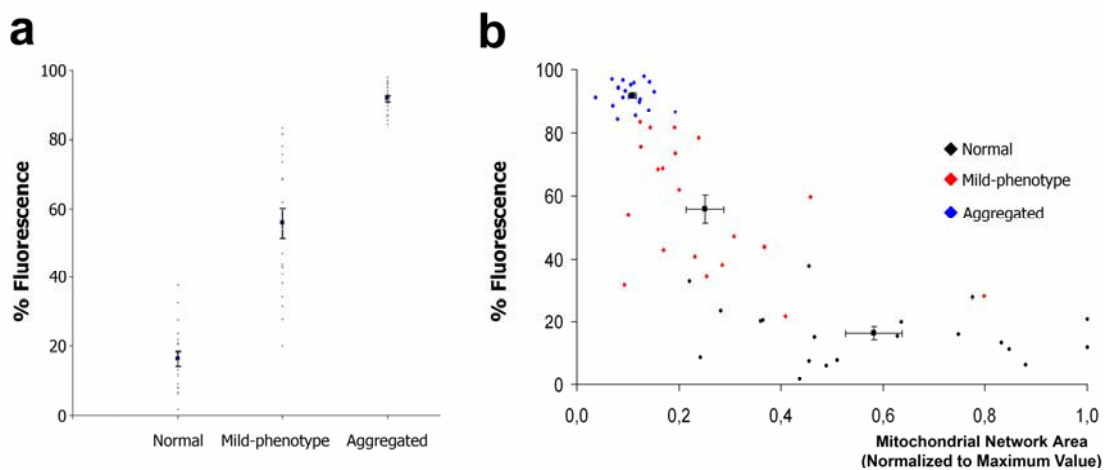 a
100
80
60
40
20
0
% Fluorescence
Normal
Mild-phenotype
Aggregated
b
100
80
60
40
20
0
% Fluorescence
Normal
Mild-phenotype
Aggregated
0,0
0,2
0,4
0,6
0,8
1,0
Mitochondrial Network Area
(Normalized to Maximum Value)